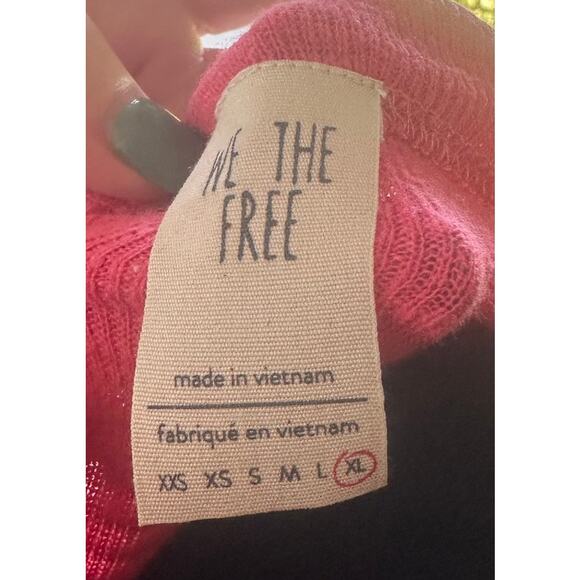 WE THE
FREE
made in vietnam
fabriqué en vietnam
XXS XS S M L XL